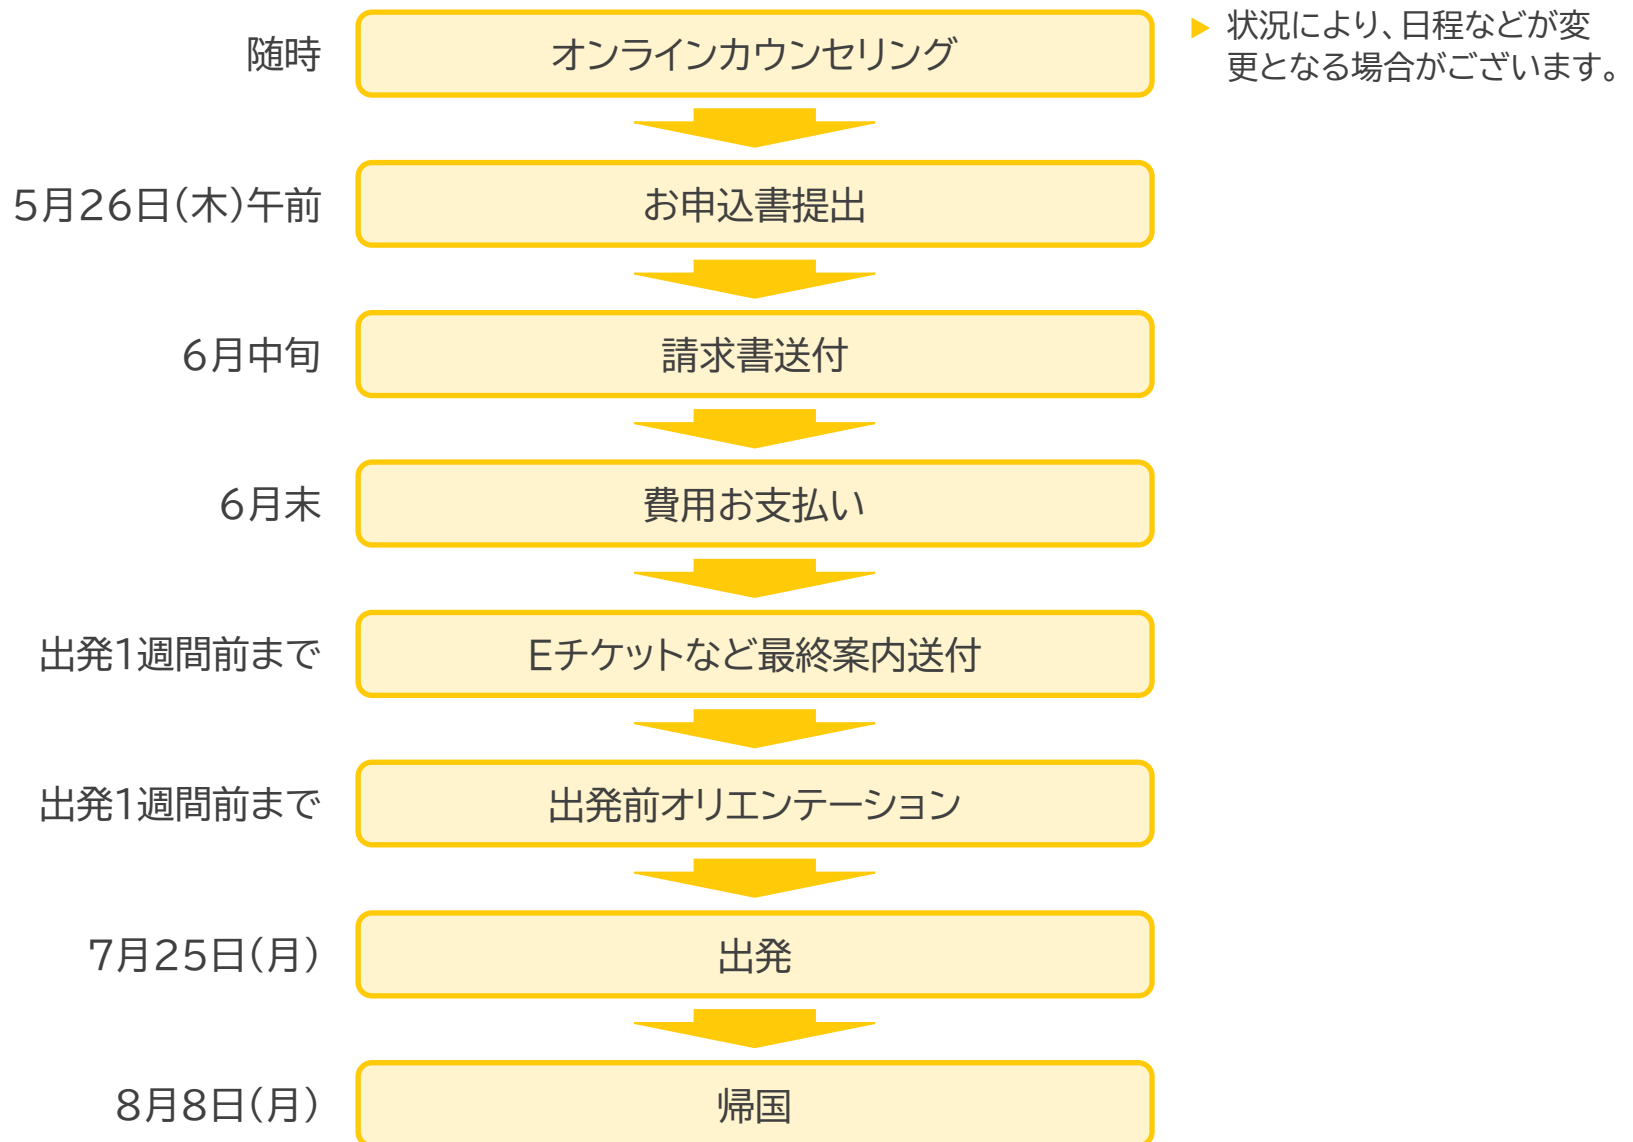 随時
オンラインカウンセリング
▶ 状況により、日程などが変
更となる場合がございます。
5月26日(木)午前
お申込書提出
6月中旬
請求書送付
6月末
費用お支払い
出発1週間前まで
Eチケットなど最終案内送付
出発1週間前まで
出発前オリエンテーション
7月25日(月)
出発
8月8日(月)
帰国